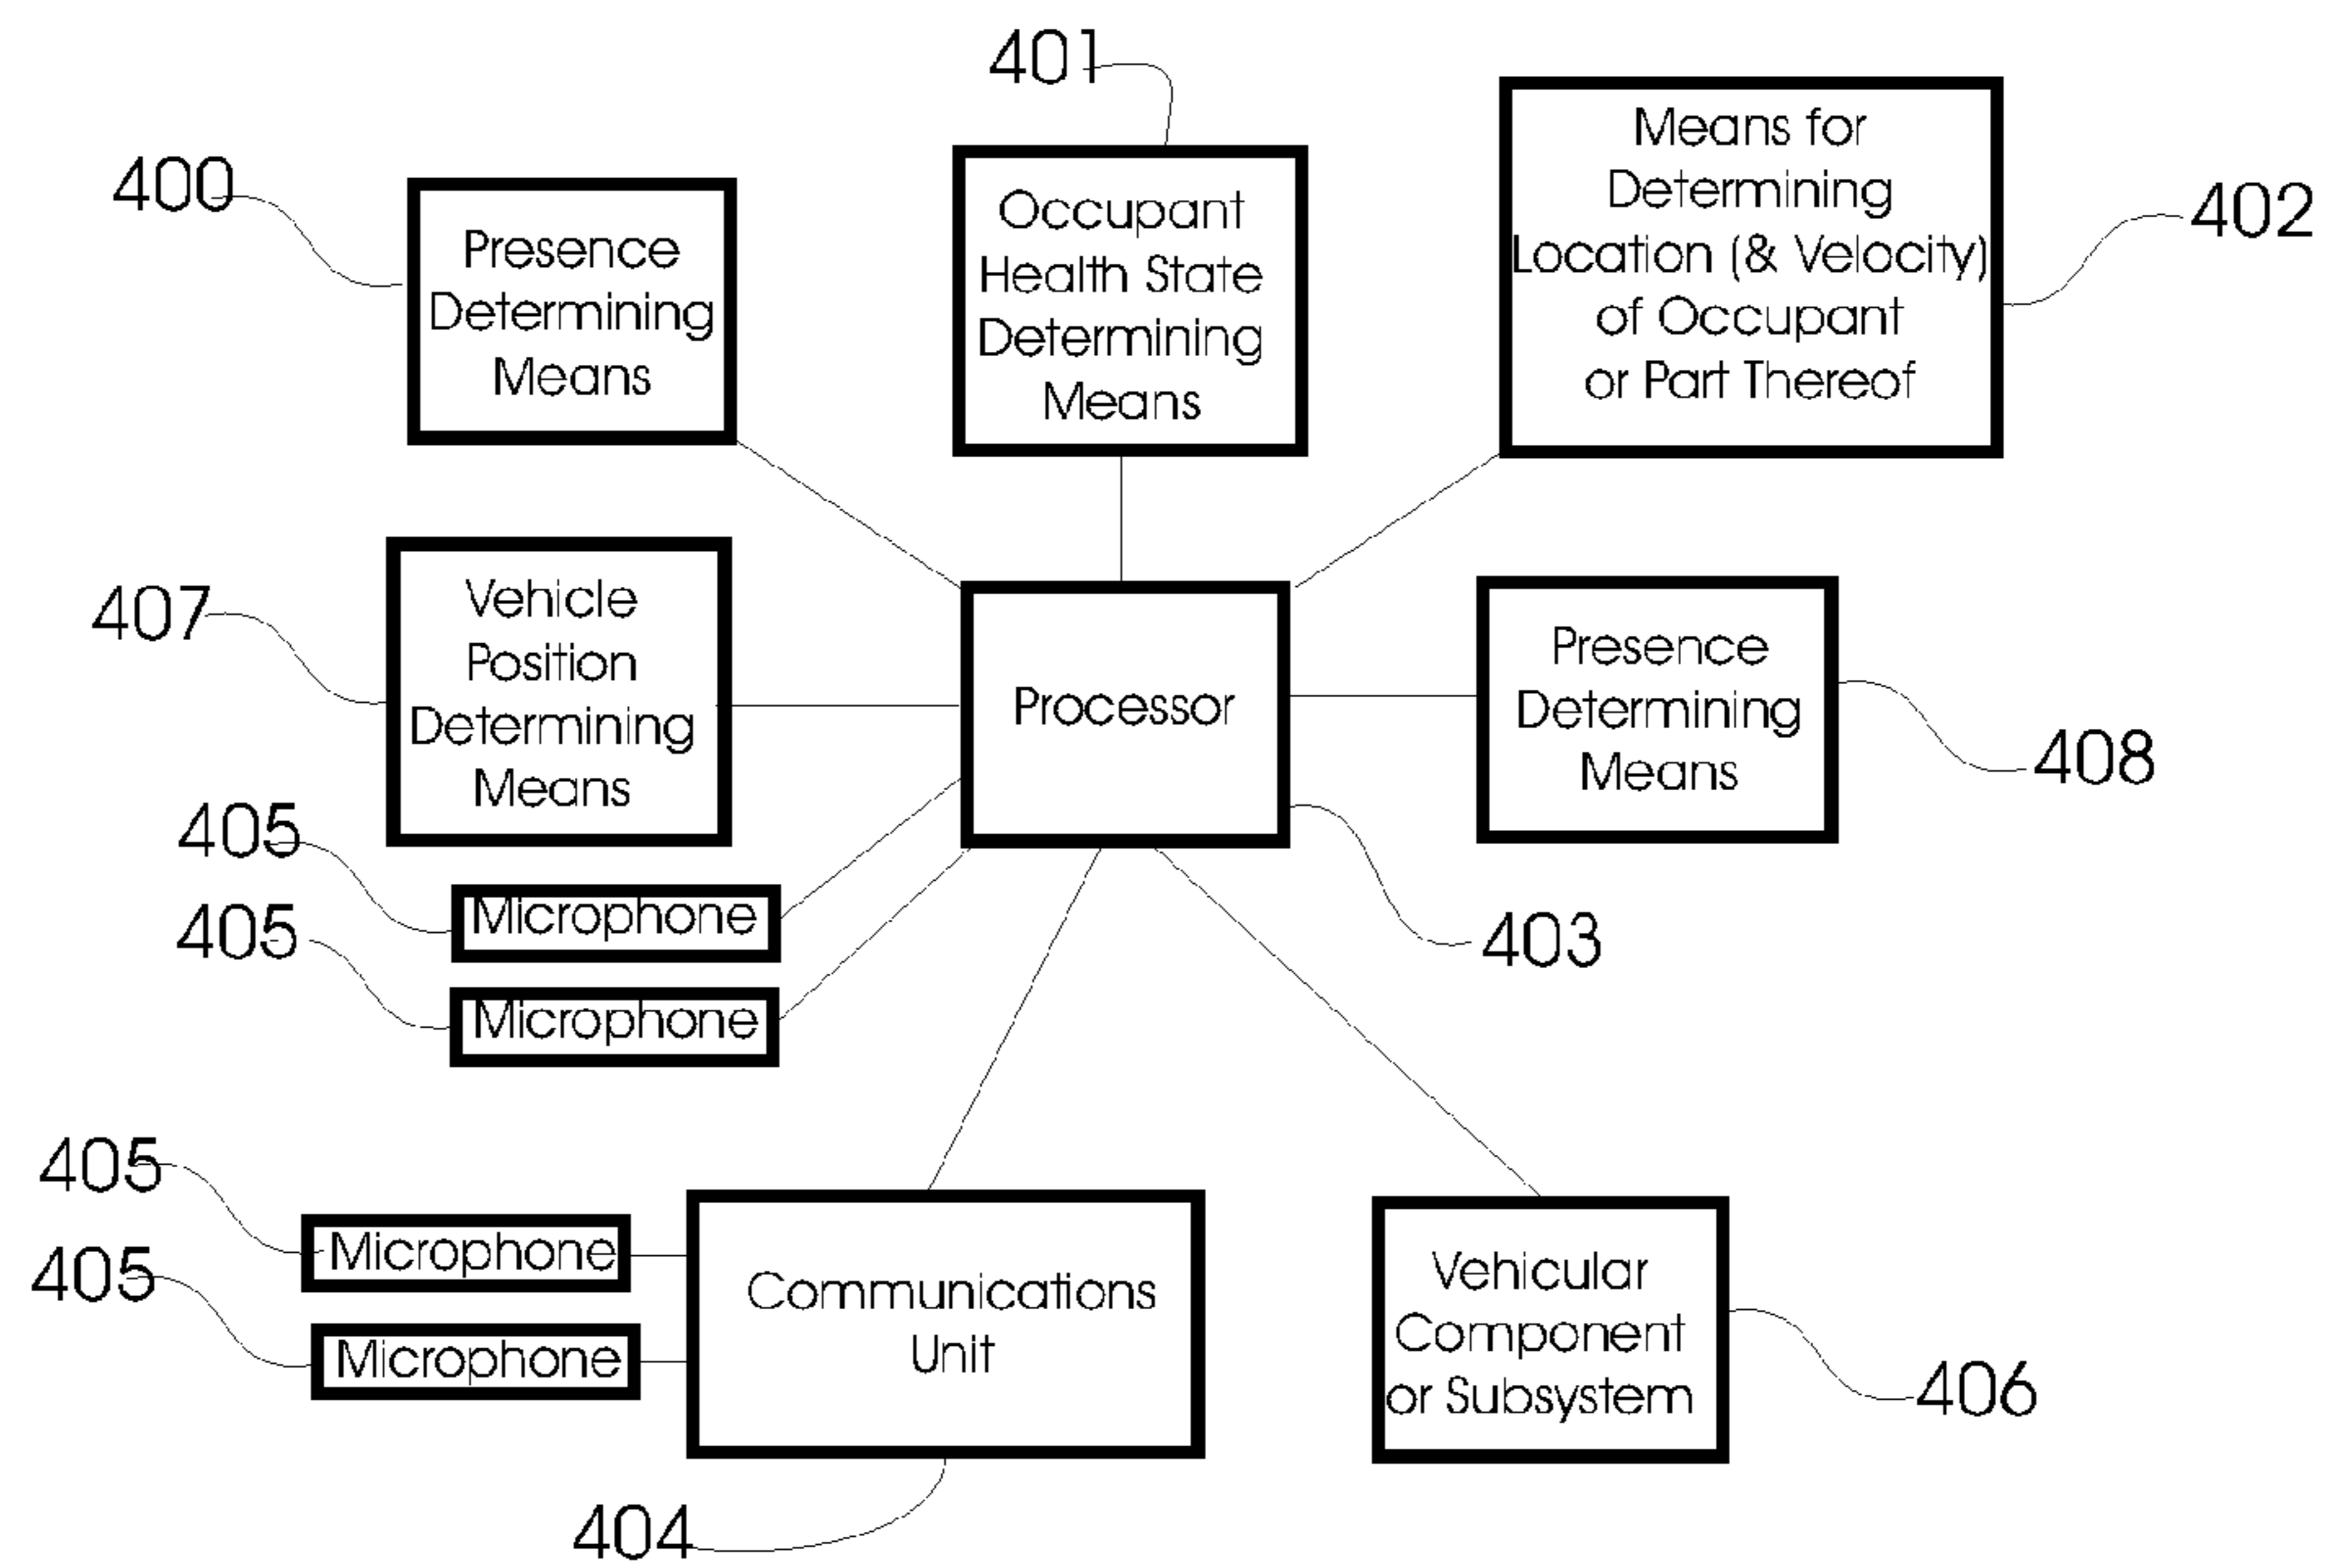 401
400
Presence
Determining
Means
Occupant
Health State
Determining
Means
Means for
Determining
Location (& Velocity)
of Occupant
or Part Thereof
402
407
Vehicle
Position
Determining
Means
Processor
Presence
Determining
Means
408
403
405
Microphone
405
Microphone
405
Microphone
405
Microphone
Communications
Unit
404
Vehicular
Component
or Subsystem
406